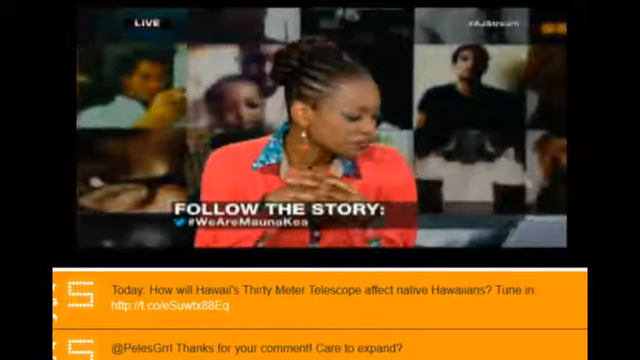 LIVE
#AJStream
FOLLOW THE STORY:
#WeAreMaunaKea
Today: How will Hawaii's Thirty Meter Telescope affect native Hawaiians? Tune in
http://t.co/eSuwtx88Eq
@PelesGrrl Thanks for your comment! Care to expand?